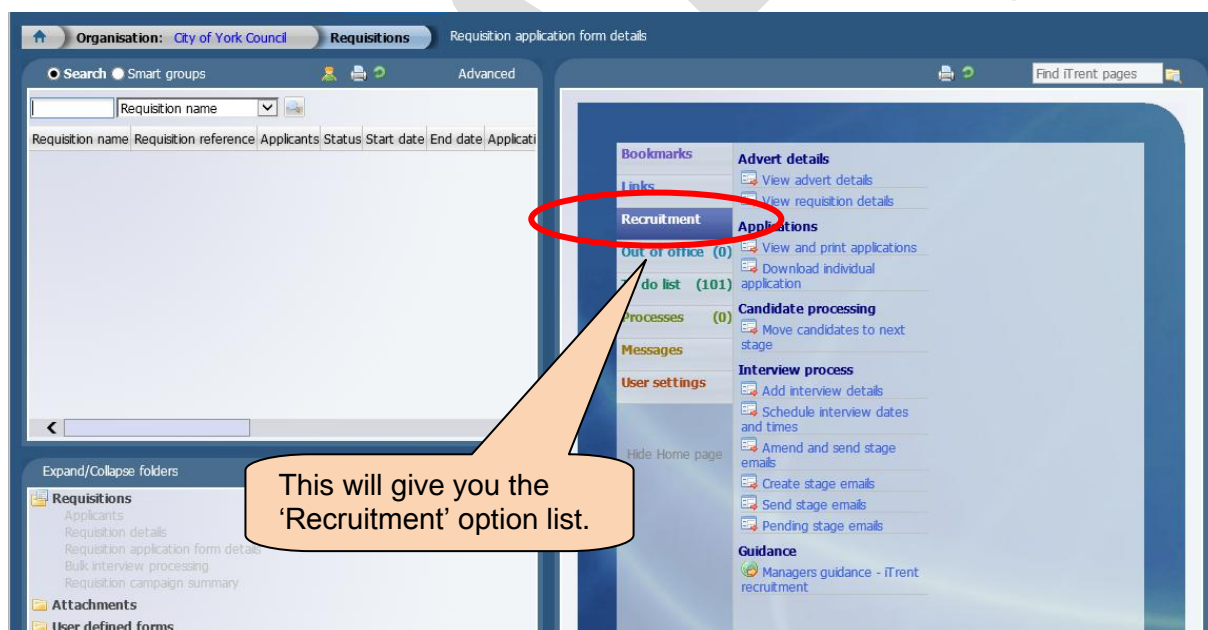 Organisation: City of York Council Requisitions Requisition application form details
Search Smart groups Advanced
Find iTrent pages
Requisition name
Requisition name Requisition reference Applicants Status Start date End date Applicati
Expand/Collapse folders
Requisitions
Applicants
Requisition details
Requisition application form details
Bulk interview processing
Requisition campaign summary
Attachments
User defined forms
Bookmarks
Links
Recruitment
Out of office (0)
To do list (101)
Processes (0)
Messages
User settings
Hide Home page
Advert details
View advert details
View requisition details
Applications
View and print applications
Download individual
application
Candidate processing
Move candidates to next
stage
Interview process
Add interview details
Schedule interview dates
and times
Amend and send stage
emails
Create stage emails
Send stage emails
Pending stage emails
Guidance
Managers guidance - iTrent
recruitment
This will give you the
‘Recruitment’ option list.